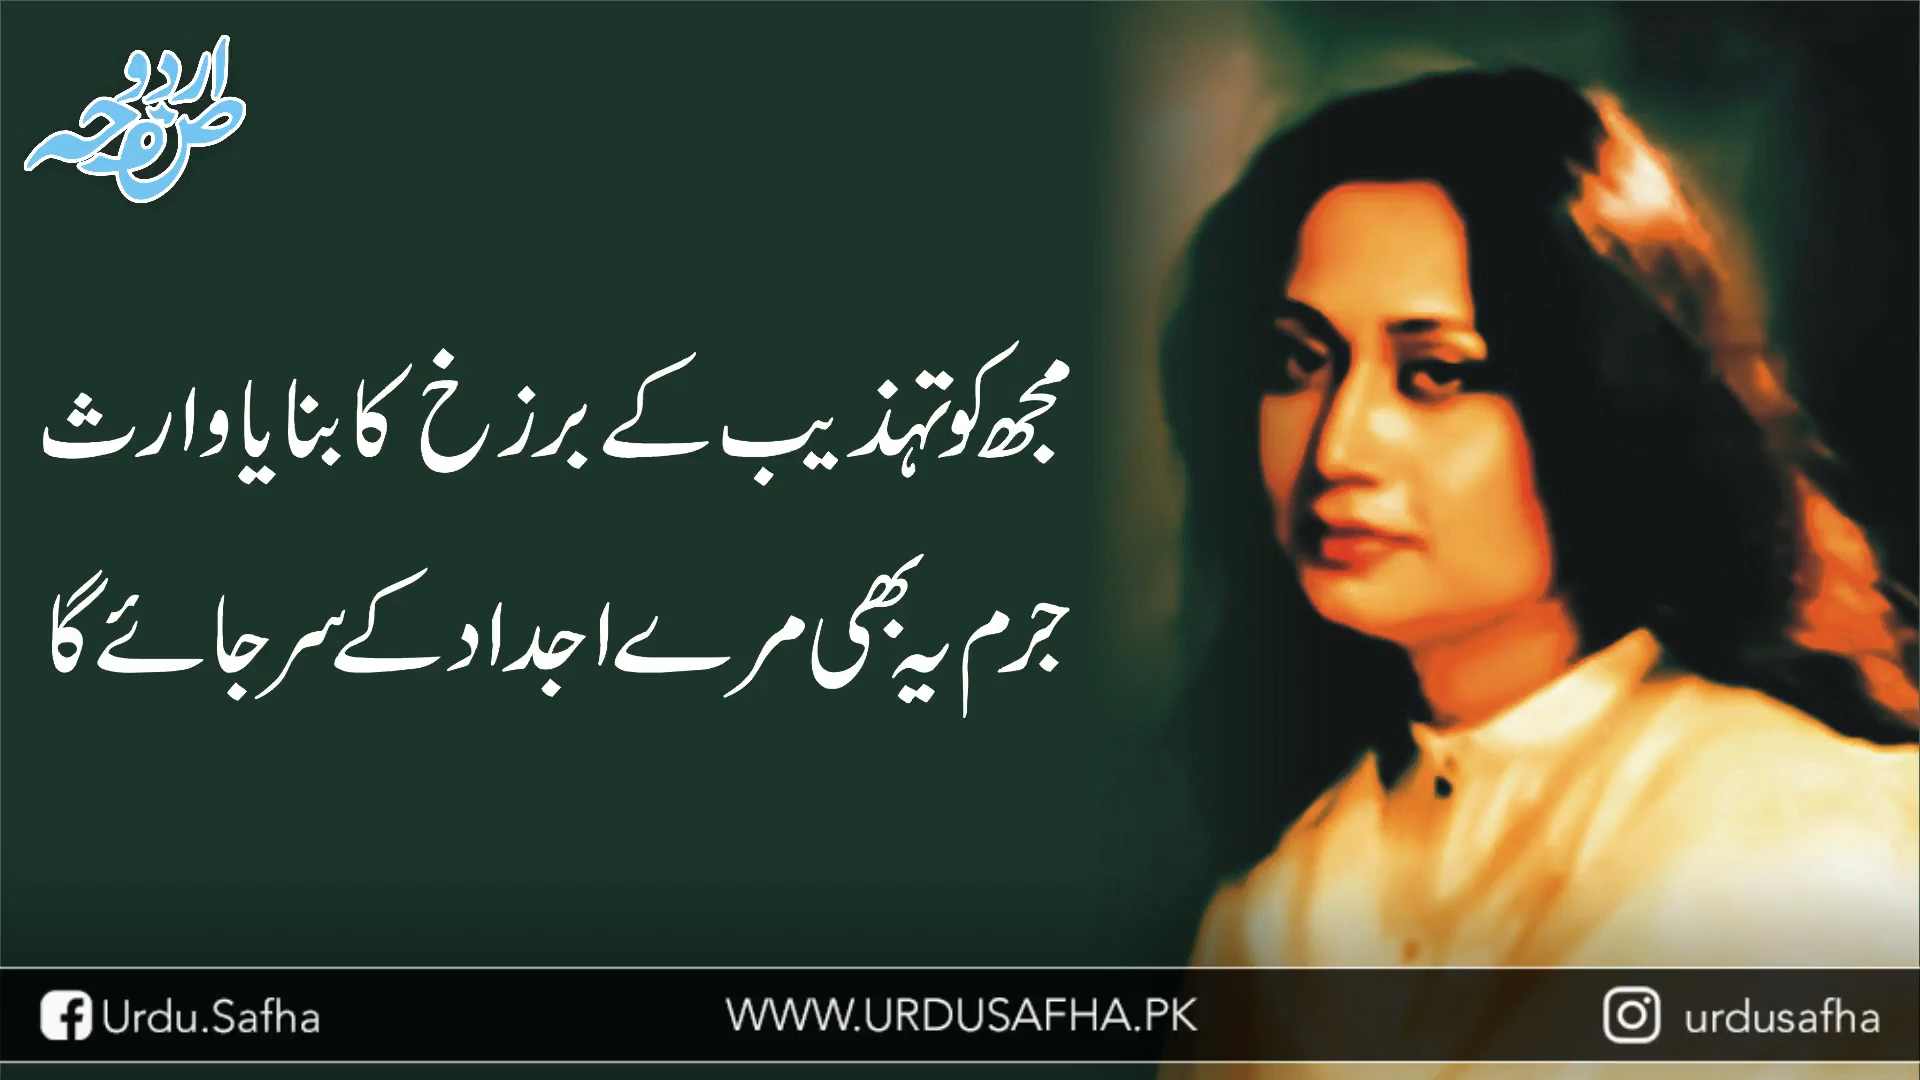 اردو صفحہ
مجھ کو تہذیب کے برزخ کا بنایا وارث
جرم یہ بھی مرے اجداد کے سر جائے گا
Urdu.Safha
WWW.URDUSAFHA.PK
urdusafha